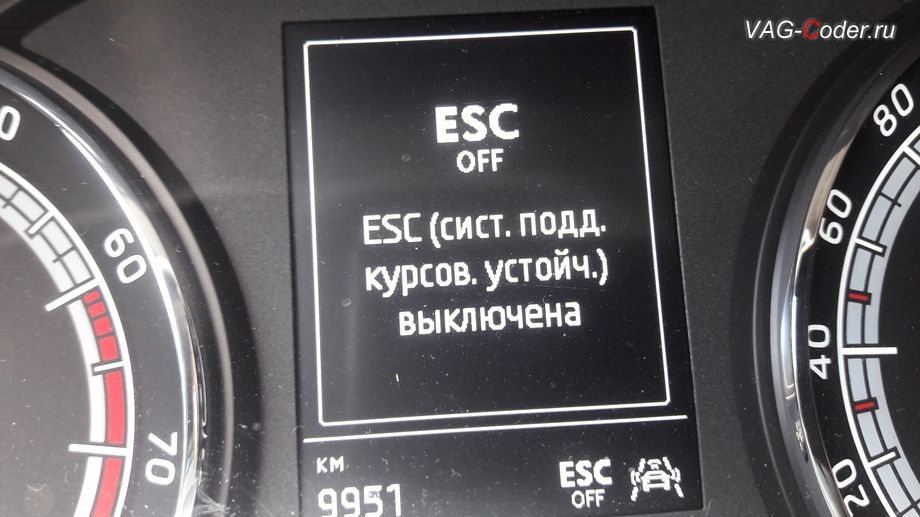 VAG-Coder.ru
ESC
OFF
ESC (сист. подд.
курсов. устойч.)
выключена
км
9951
ESC
OFF
0
60
70
80
60
40
20